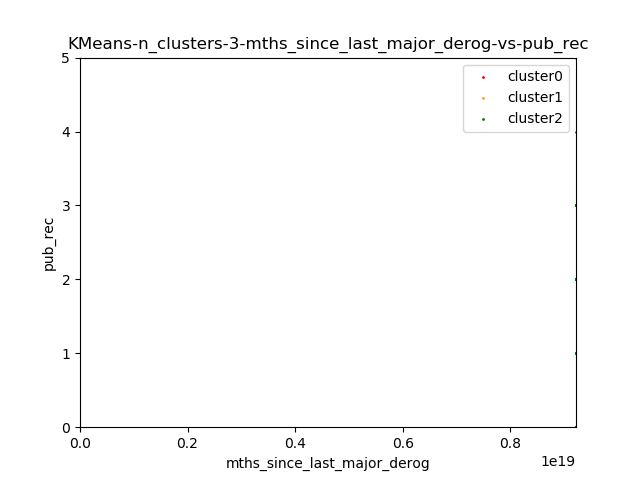 KMeans-n_clusters-3-mths_since_last_major_derog-vs-pub_rec
cluster0
cluster1
cluster2
5
4
3
2
1
0
pub_rec
0.0 0.2 0.4 0.6 0.8
1e19
mths_since_last_major_derog